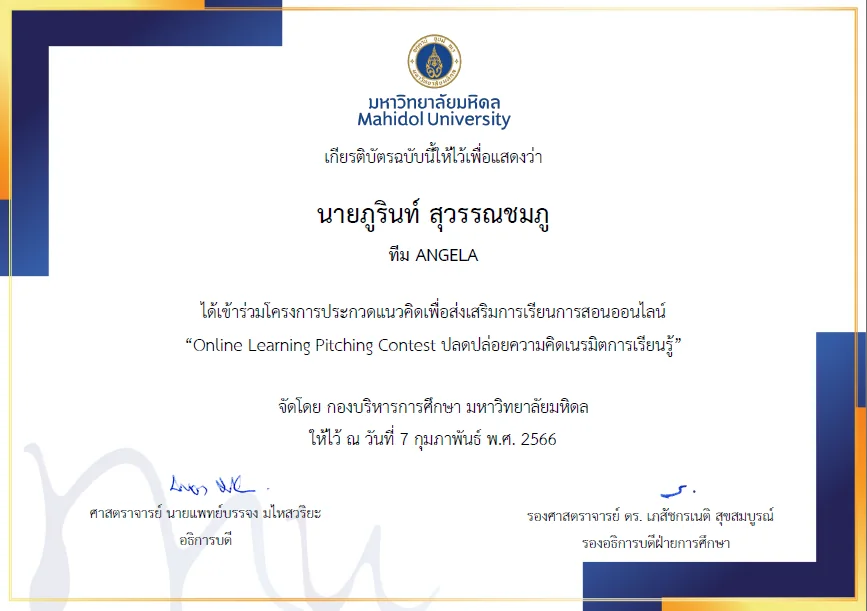 มหาวิทยาลัยมหิดล
Mahidol University
เกียรติบัตรฉบับนี้ให้ไว้เพื่อแสดงว่า
นายภูรินท์ สุวรรณชมภู
ทีม ANGELA
ได้เข้าร่วมโครงการประกวดแนวคิดเพื่อส่งเสริมการเรียนการสอนออนไลน์
“Online Learning Pitching Contest ปลดปล่อยความคิดเนรมิตการเรียนรู้”
จัดโดย กองบริหารการศึกษา มหาวิทยาลัยมหิดล
ให้ไว้ ณ วันที่ 7 กุมภาพันธ์ พ.ศ. 2566
ศาสตราจารย์ นายแพทย์บรรจง มไหสวริยะ
อธิการบดี
รองศาสตราจารย์ ดร. เภสัชกรเนติ สุขสมบูรณ์
รองอธิการบดีฝ่ายการศึกษา